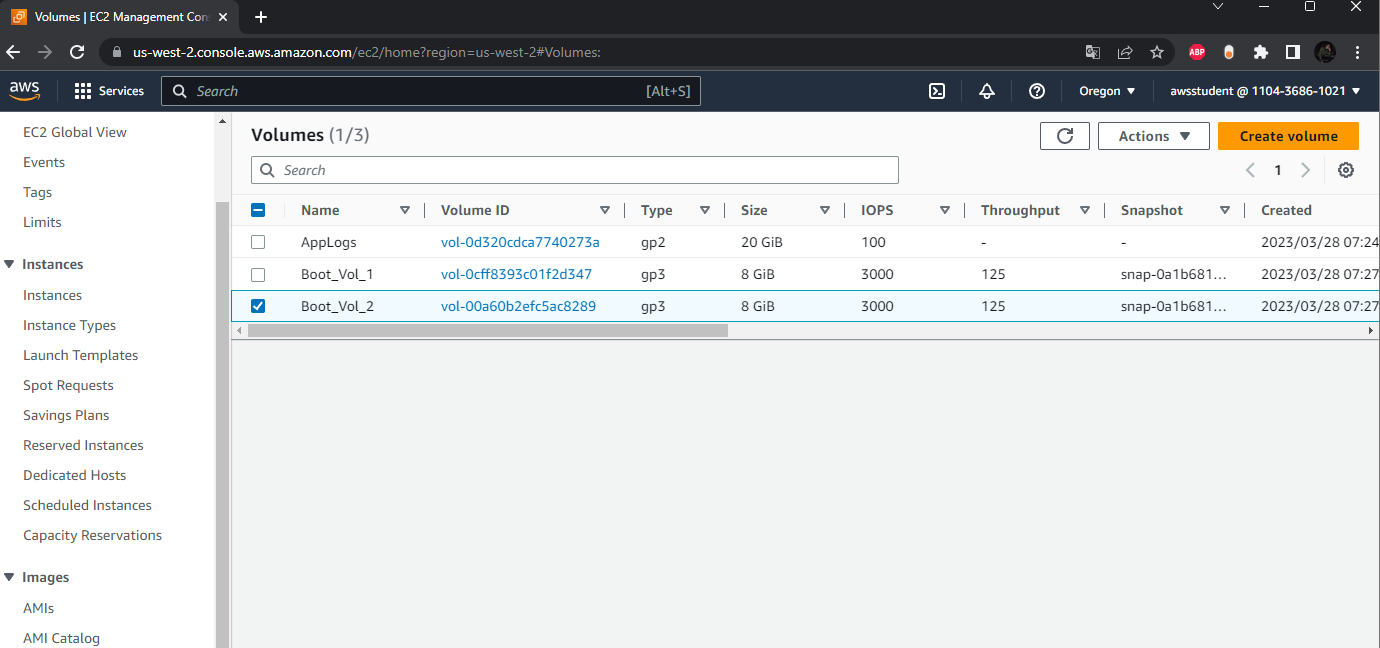 Volumes | EC2 Management Con
us-west-2.console.aws.amazon.com/ec2/home?region=us-west-2#Volumes:
ABP
aws
Services
Search
[Alt+S]
Oregon
awsstudent @ 1104-3686-1021
EC2 Global View
Events
Tags
Limits
Instances
Instances
Instance Types
Launch Templates
Spot Requests
Savings Plans
Reserved Instances
Dedicated Hosts
Scheduled Instances
Capacity Reservations
Images
AMIs
AMI Catalog
Volumes (1/3)
Actions
Create volume
Search
1
Name Volume ID Type Size IOPS Throughput Snapshot Created
AppLogs vol-0d320cdca7740273a gp2 20 GiB 100 - - 2023/03/28 07:24
Boot_Vol_1 vol-0cff8393c01f2d347 gp3 8 GiB 3000 125 snap-0a1b681... 2023/03/28 07:27
Boot_Vol_2 vol-00a60b2efc5ac8289 gp3 8 GiB 3000 125 snap-0a1b681... 2023/03/28 07:27